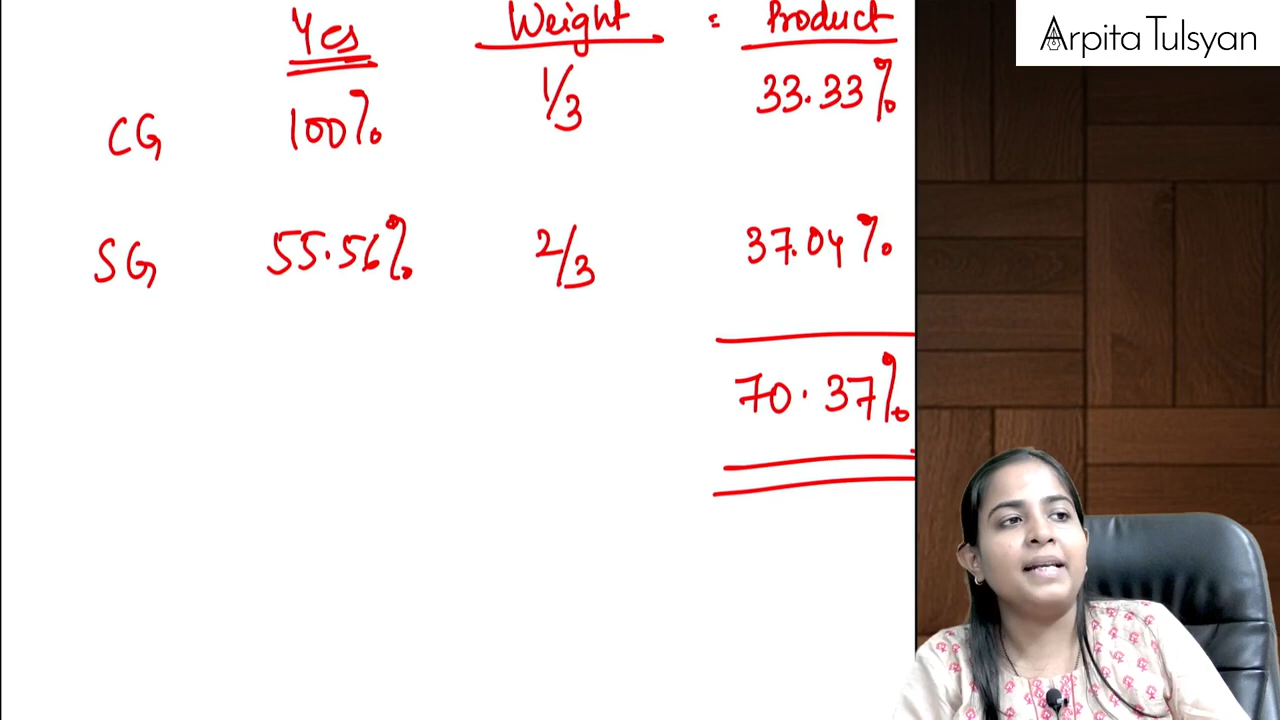 Arpita Tulsyan
Yes Weight = Product
CG 100% 1/3 33.33%
SG 55.56% 2/3 37.04%
70.37%